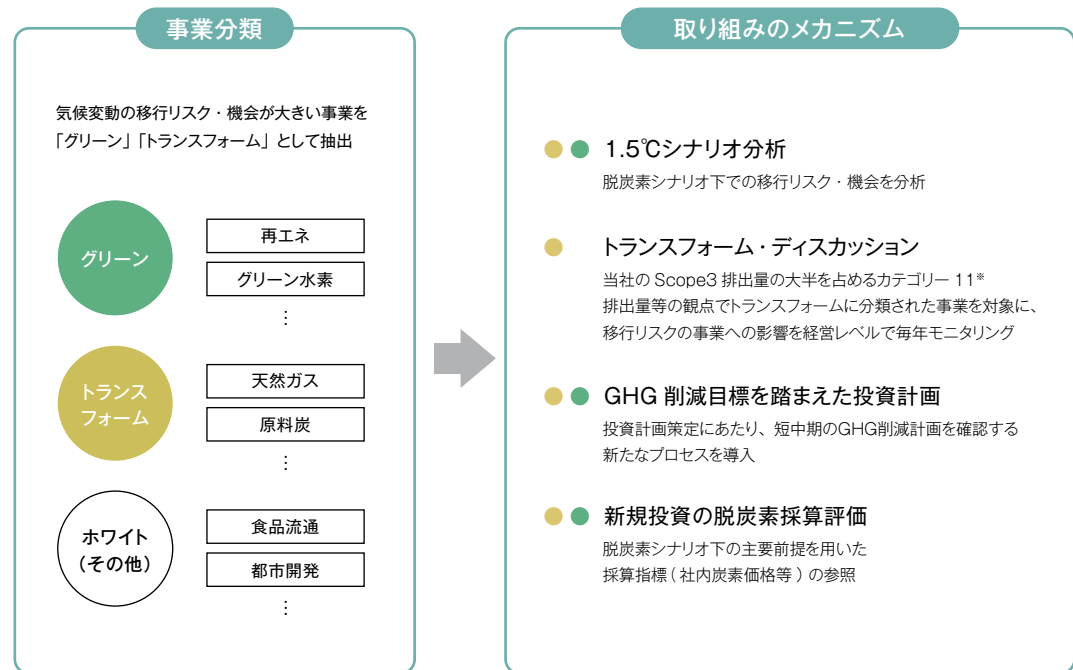 事業分類
気候変動の移行リスク・機会が大きい事業を
「グリーン」「トランスフォーム」として抽出
グリーン
再エネ
グリーン水素
⋮
トランス
フォーム
天然ガス
原料炭
⋮
ホワイト
(その他)
食品流通
都市開発
⋮
取り組みのメカニズム
1.5℃シナリオ分析
脱炭素シナリオ下での移行リスク・機会を分析
トランスフォーム・ディスカッション
当社の Scope3 排出量の大半を占めるカテゴリー 11※
排出量等の観点でトランスフォームに分類された事業を対象に、
移行リスクの事業への影響を経営レベルで毎年モニタリング
GHG 削減目標を踏まえた投資計画
投資計画策定にあたり、短中期のGHG削減計画を確認する
新たなプロセスを導入
新規投資の脱炭素採算評価
脱炭素シナリオ下の主要前提を用いた
採算指標(社内炭素価格等)の参照